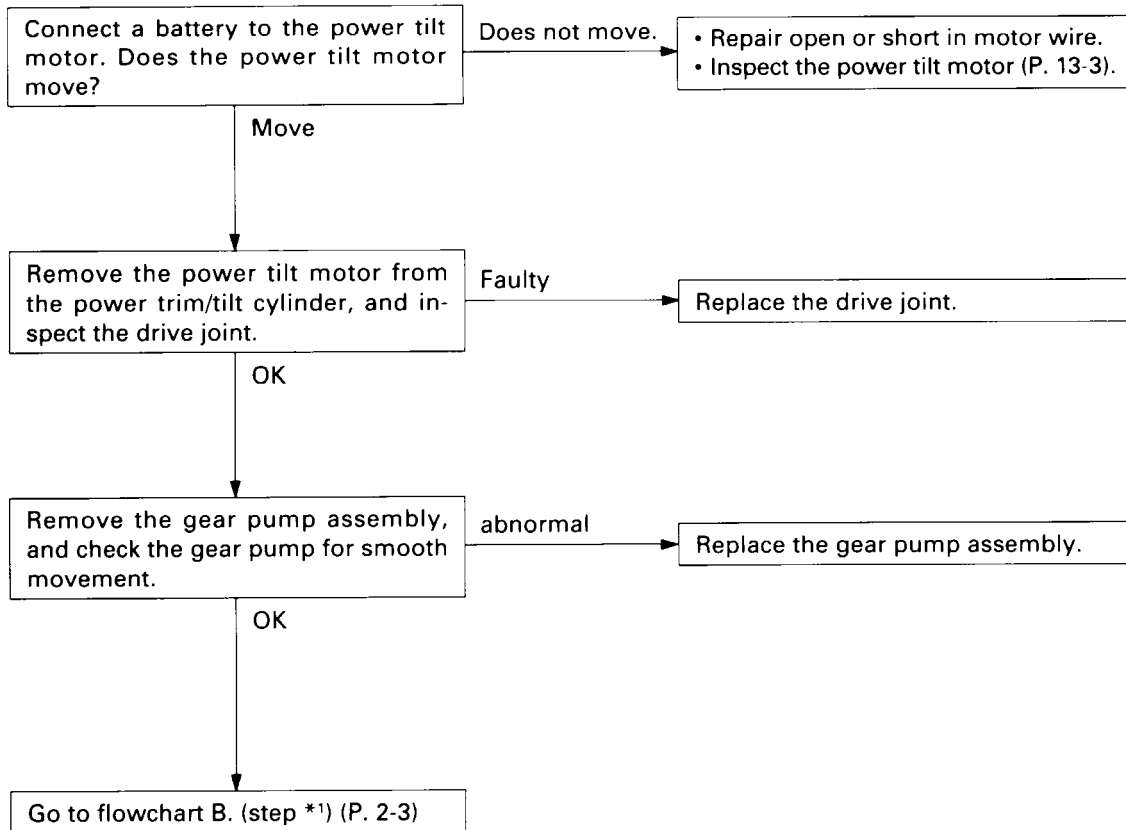 Connect a battery to the power tilt
motor. Does the power tilt motor
move?
Does not move.
• Repair open or short in motor wire.
• Inspect the power tilt motor (P. 13-3).
Move
Remove the power tilt motor from
the power trim/tilt cylinder, and in-
spect the drive joint.
Faulty
Replace the drive joint.
OK
Remove the gear pump assembly,
and check the gear pump for smooth
movement.
abnormal
Replace the gear pump assembly.
OK
Go to flowchart B. (step *¹) (P. 2-3)